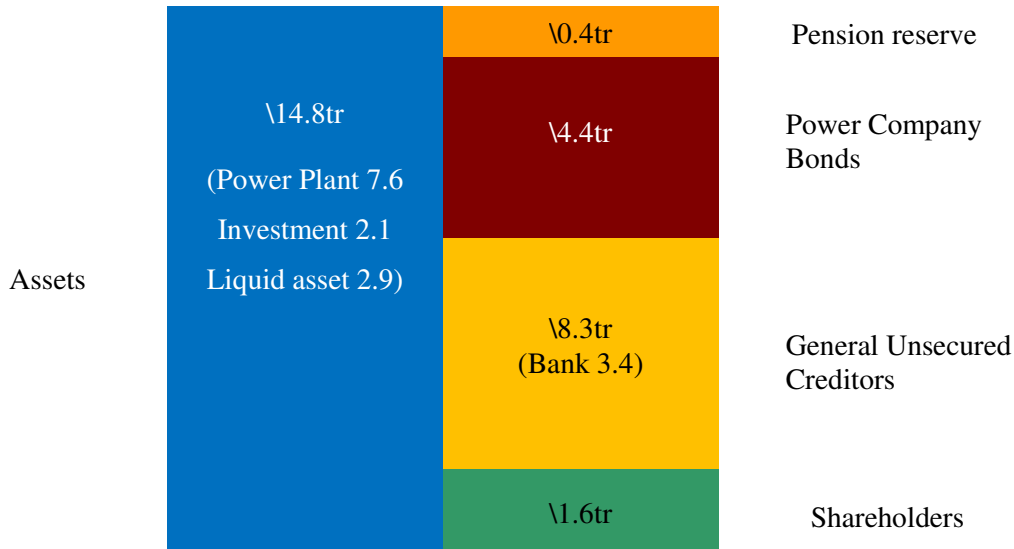 Assets
\14.8tr
(Power Plant 7.6
Investment 2.1
Liquid asset 2.9)
\0.4tr
Pension reserve
\4.4tr
Power Company
Bonds
\8.3tr
(Bank 3.4)
General Unsecured
Creditors
\1.6tr
Shareholders